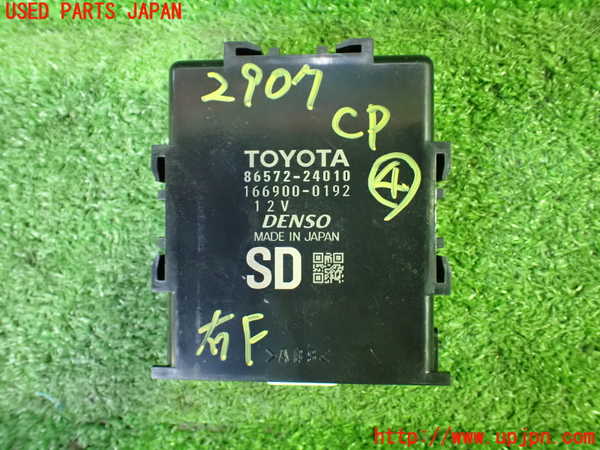 USED PARTS JAPAN
2907
CP
TOYOTA
86572-24010
④
166900-0192
12V
DENSO
MADE IN JAPAN
SD
右F
>ABS<
http://www.upjpn.com